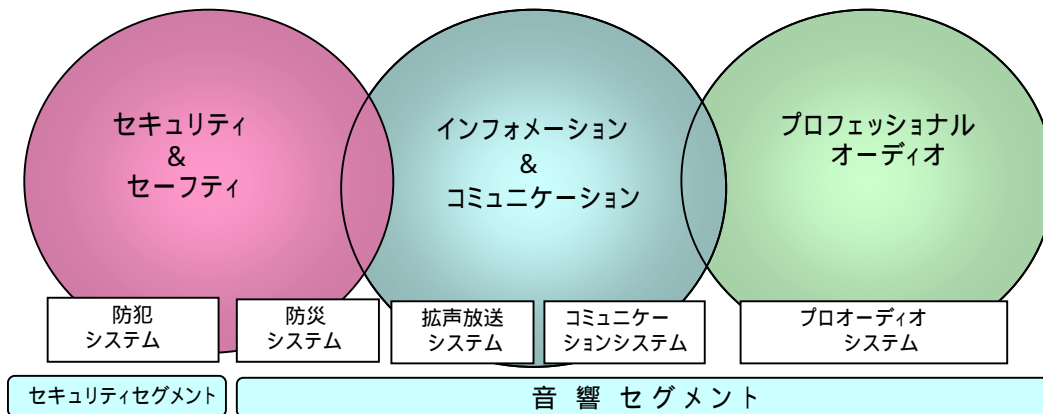 セキュリティ
&
セーフティ
インフォメーション
&
コミュニケーション
プロフェッショナル
オーディオ
防犯
システム
防災
システム
拡声放送
システム
コミュニケー
ションシステム
プロオーディオ
システム
セキュリティセグメント
音 響 セグメント